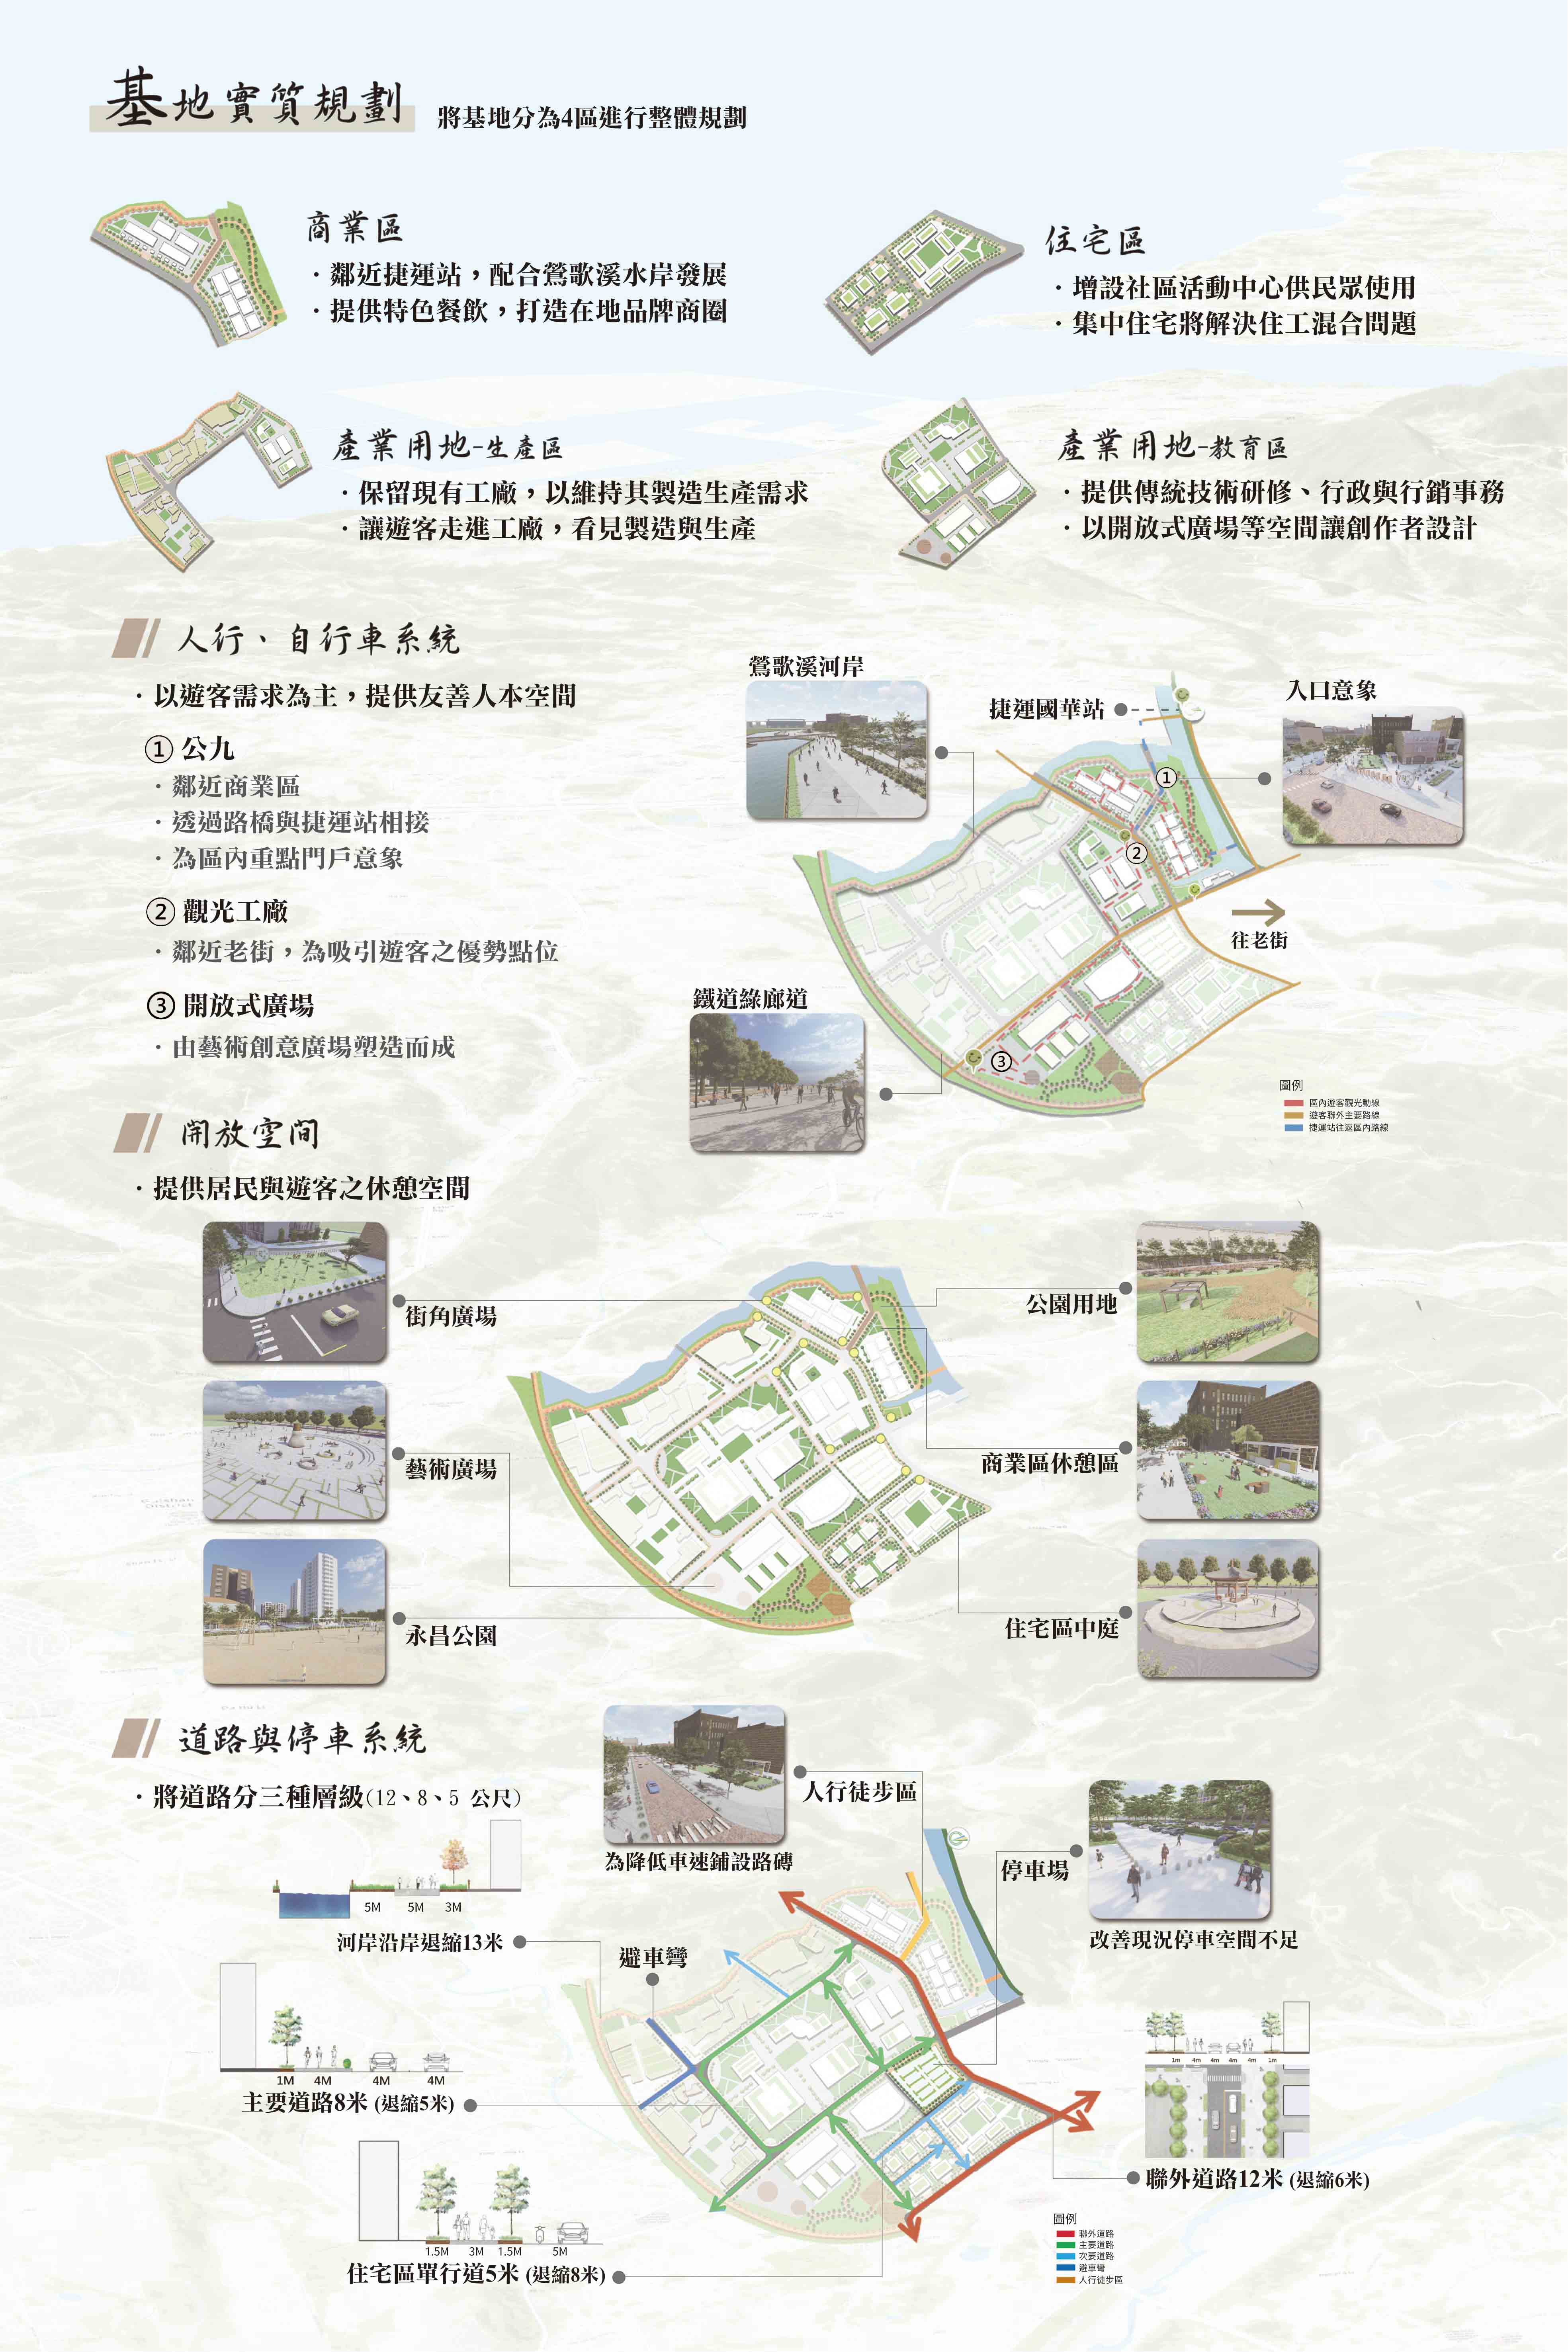 基地實質規劃
將基地分為4區進行整體規劃
商業區
·鄰近捷運站，配合鶯歌溪水岸發展
·提供特色餐飲，打造在地品牌商圈
住宅區
·增設社區活動中心供民眾使用
·集中住宅將解決住工混合問題
產業用地-生產區
·保留現有工廠，以維持其製造生產需求
·讓遊客走進工廠，看見製造與生產
產業用地-教育區
·提供傳統技術研修、行政與行銷事務
·以開放式廣場等空間讓創作者設計
人行、自行車系統
·以遊客需求為主，提供友善人本空間
① 公九
·鄰近商業區
·透過路橋與捷運站相接
·為區內重點門戶意象
② 觀光工廠
·鄰近老街，為吸引遊客之優勢點位
③ 開放式廣場
·由藝術創意廣場塑造而成
鶯歌溪河岸
捷運國華站
入口意象
①
②
往老街
鐵道綠廊道
③
圖例
區內遊客觀光動線
遊客聯外主要路線
捷運站往返區內路線
開放空間
·提供居民與遊客之休憩空間
街角廣場
公園用地
藝術廣場
商業區休憩區
永昌公園
住宅區中庭
道路與停車系統
·將道路分三種層級(12、8、5 公尺)
人行徒步區
為降低車速鋪設路磚
停車場
改善現況停車空間不足
5M 5M 3M
河岸沿岸退縮13米
避車彎
1M 4M 4M 4M
主要道路8米 (退縮5米)
1m 4m 4m 4m 4m 1m
聯外道路12米 (退縮6米)
1.5M 3M 1.5M 5M
住宅區單行道5米 (退縮8米)
圖例
聯外道路
主要道路
次要道路
避車彎
人行徒步區